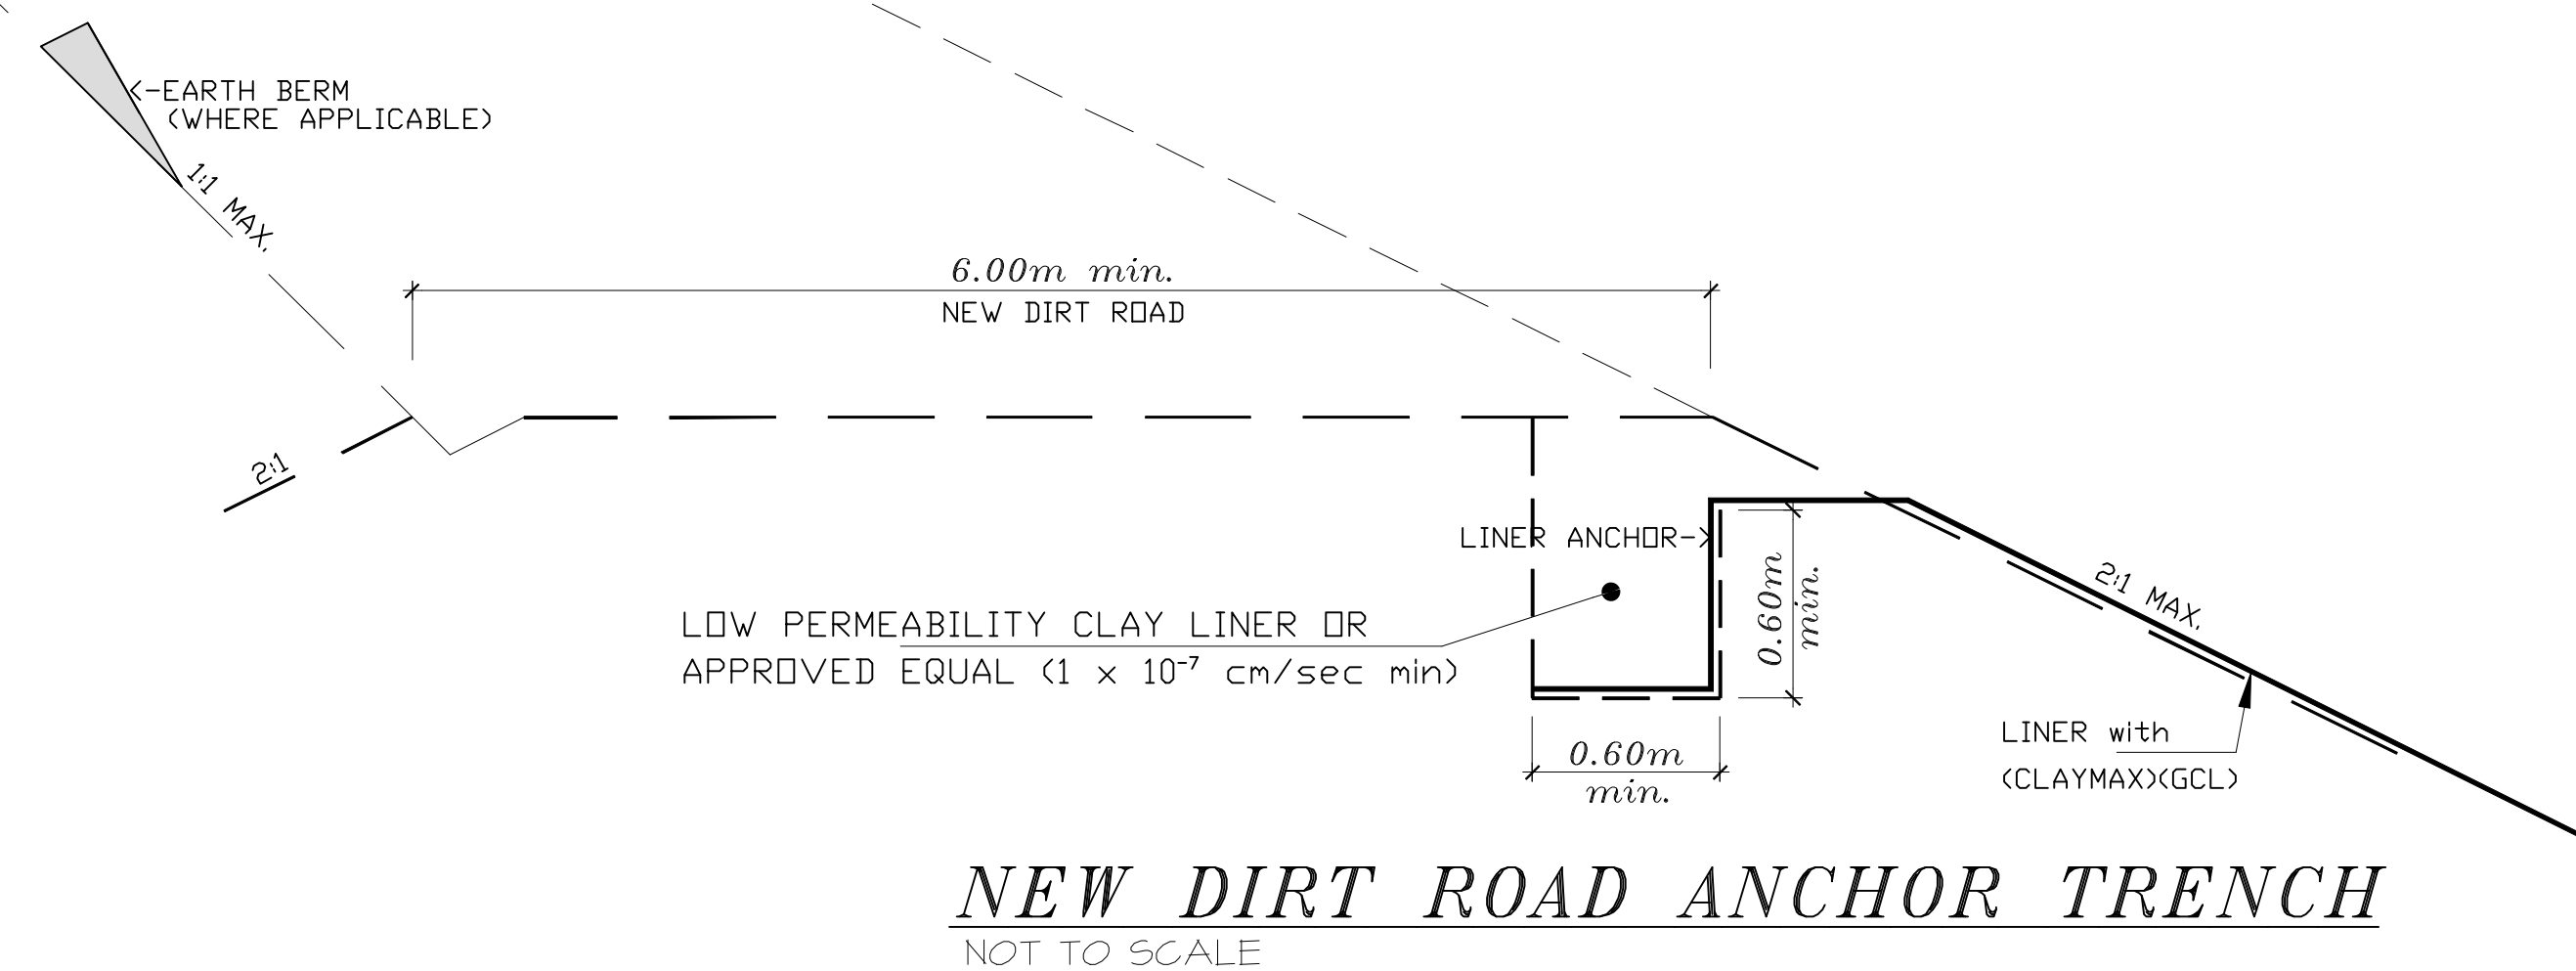 <-EARTH BERM
(WHERE APPLICABLE)
1:1 MAX.
6.00m min.
NEW DIRT ROAD
2:1
LINER ANCHOR->
LOW PERMEABILITY CLAY LINER OR
APPROVED EQUAL (1 x 10⁻⁷ cm/sec min)
0.60m
min.
0.60m
min.
2:1 MAX.
LINER with
(CLAYMAX)(GCL)
NEW DIRT ROAD ANCHOR TRENCH
NOT TO SCALE